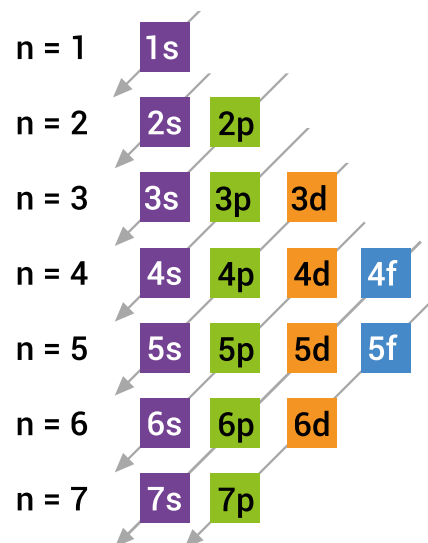 n = 1 1s
n = 2 2s 2p
n = 3 3s 3p 3d
n = 4 4s 4p 4d 4f
n = 5 5s 5p 5d 5f
n = 6 6s 6p 6d
n = 7 7s 7p